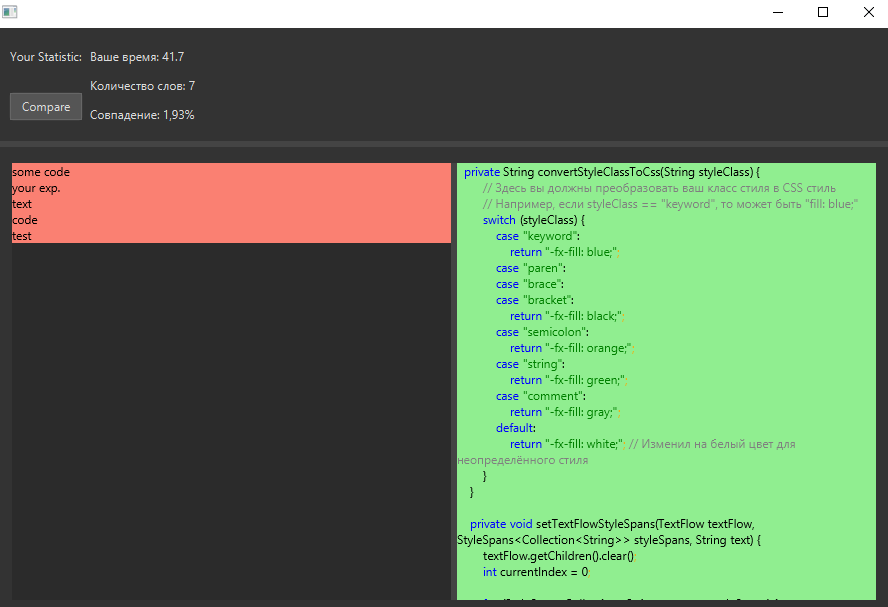 Your Statistic: Ваше время: 41.7
Количество слов: 7
Compare
Совпадение: 1,93%
some code
your exp.
text
code
test
private String convertStyleClassToCss(String styleClass) {
// Здесь вы должны преобразовать ваш класс стиля в CSS стиль
// Например, если styleClass == "keyword", то может быть "fill: blue;"
switch (styleClass) {
case "keyword":
return "-fx-fill: blue;";
case "paren":
case "brace":
case "bracket":
return "-fx-fill: black;";
case "semicolon":
return "-fx-fill: orange;";
case "string":
return "-fx-fill: green;";
case "comment":
return "-fx-fill: gray;";
default:
return "-fx-fill: white;"; // Изменил на белый цвет для
неопределённого стиля
}
}
private void setTextFlowStyleSpans(TextFlow textFlow,
StyleSpans<Collection<String>> styleSpans, String text) {
textFlow.getChildren().clear();
int currentIndex = 0;